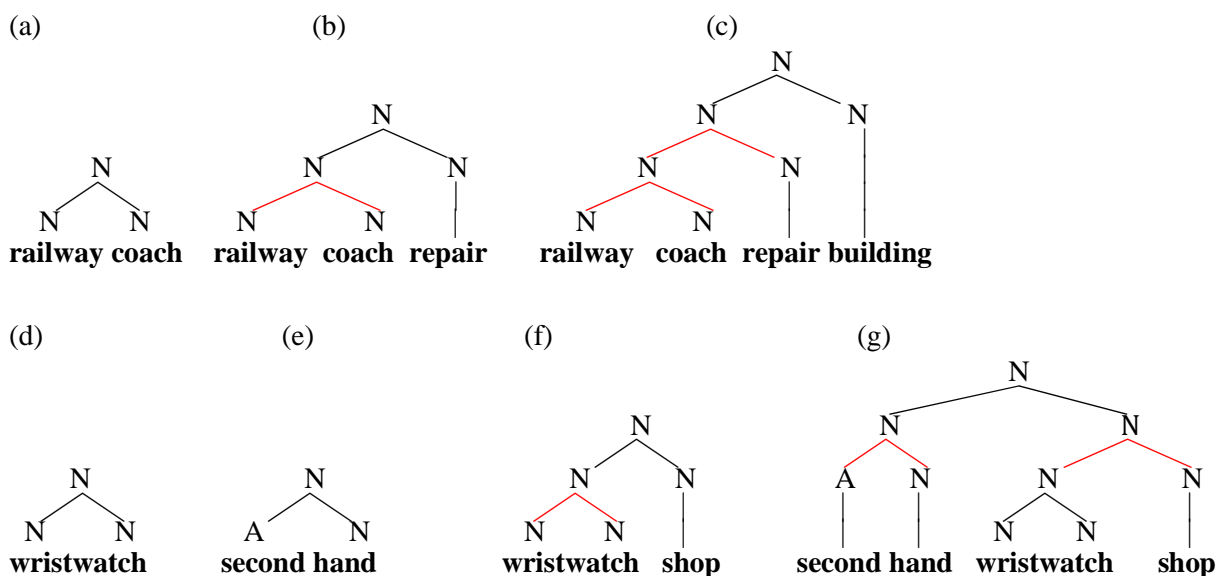 (a) (b) (c)
N
N N N
N N N N N
N N N N N N N
railway coach railway coach repair railway coach repair building
(d) (e) (f) (g)
N
N N N
N N N N A N N N
N N A N N N N N
wristwatch second hand wristwatch shop second hand wristwatch shop